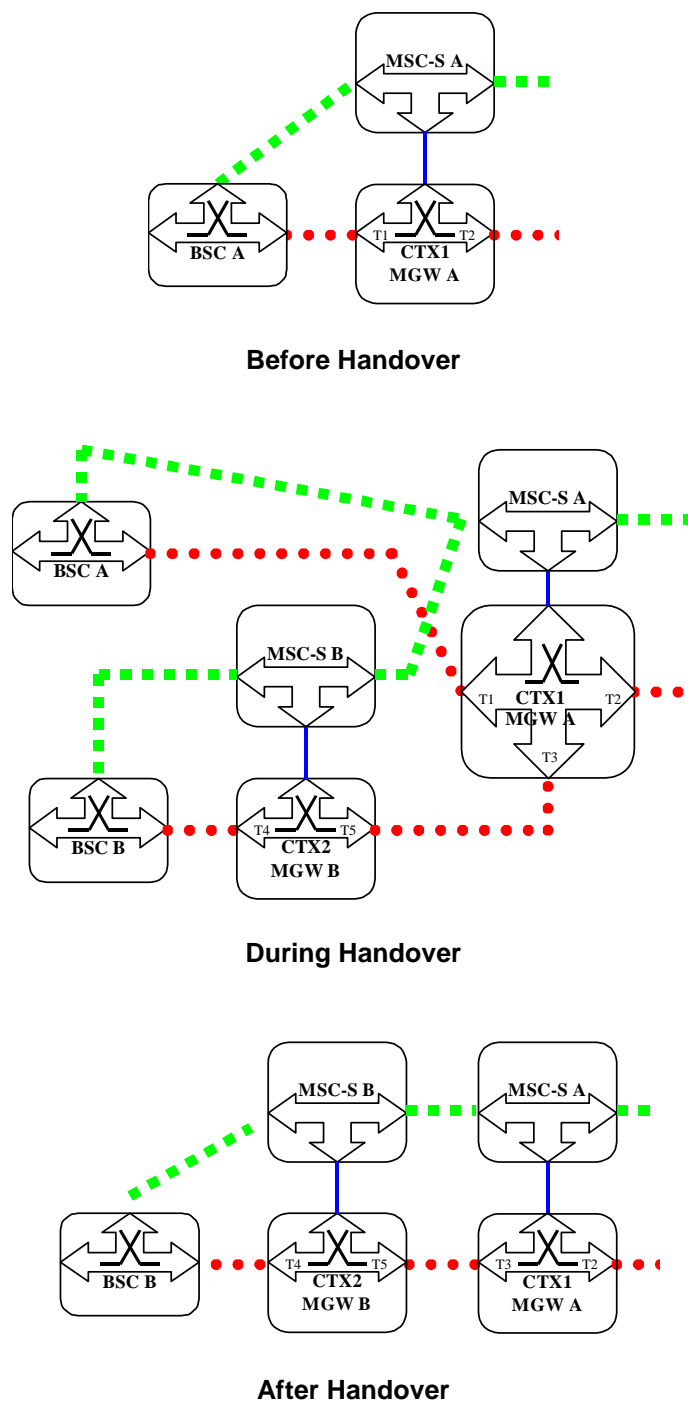 MSC-S A
BSC A
T1
T2
CTX1
MGW A
Before Handover
MSC-S A
BSC A
MSC-S B
T1
T2
CTX1
MGW A
T3
BSC B
T4
T5
CTX2
MGW B
During Handover
MSC-S B
MSC-S A
BSC B
T4
T5
CTX2
MGW B
T3
T2
CTX1
MGW A
After Handover